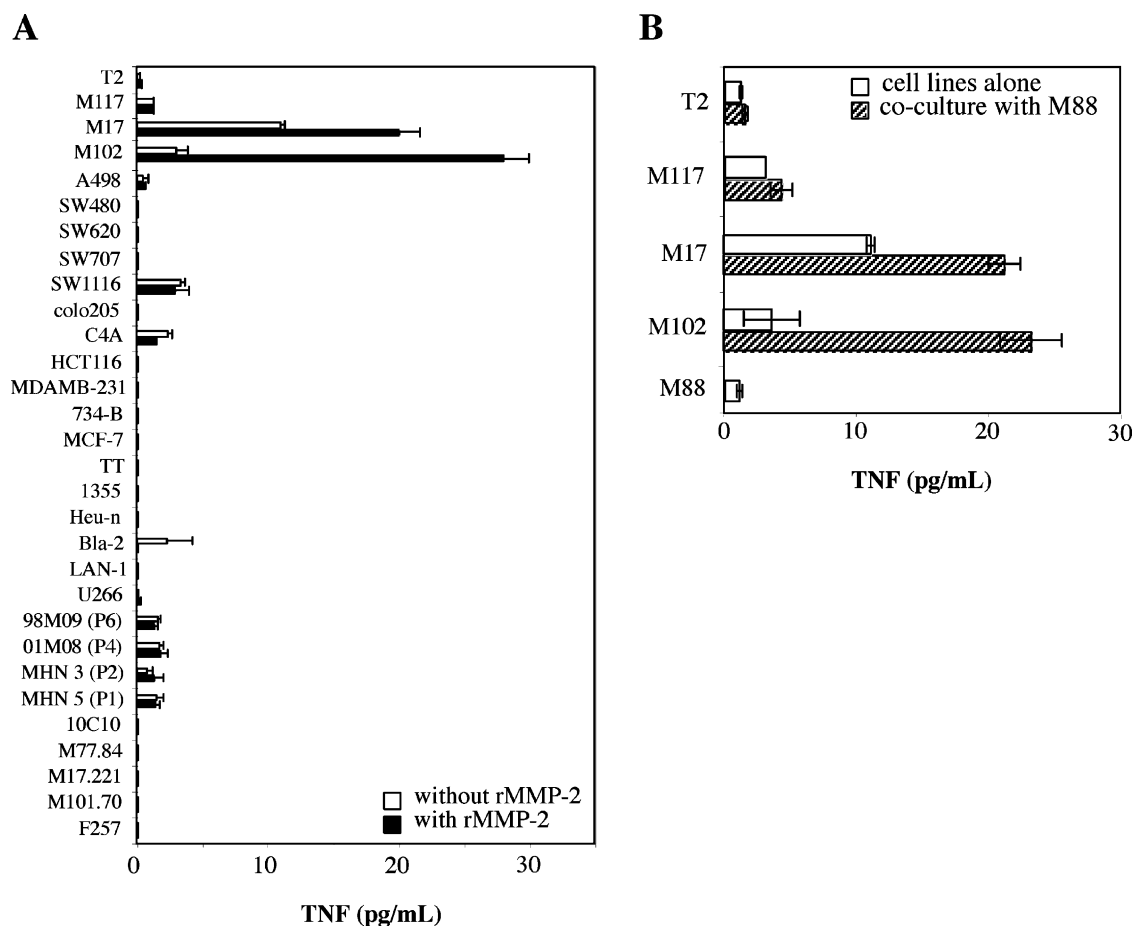 A
B
T2
M117
M17
M102
A498
SW480
SW620
SW707
SW1116
colo205
C4A
HCT116
MDAMB-231
734-B
MCF-7
TT
1355
Heu-n
Bla-2
LAN-1
U266
98M09 (P6)
01M08 (P4)
MHN 3 (P2)
MHN 5 (P1)
10C10
M77.84
M17.221
M101.70
F257
without rMMP-2
with rMMP-2
0 10 20 30
TNF (pg/mL)
cell lines alone
co-culture with M88
T2
M117
M17
M102
M88
0 10 20 30
TNF (pg/mL)